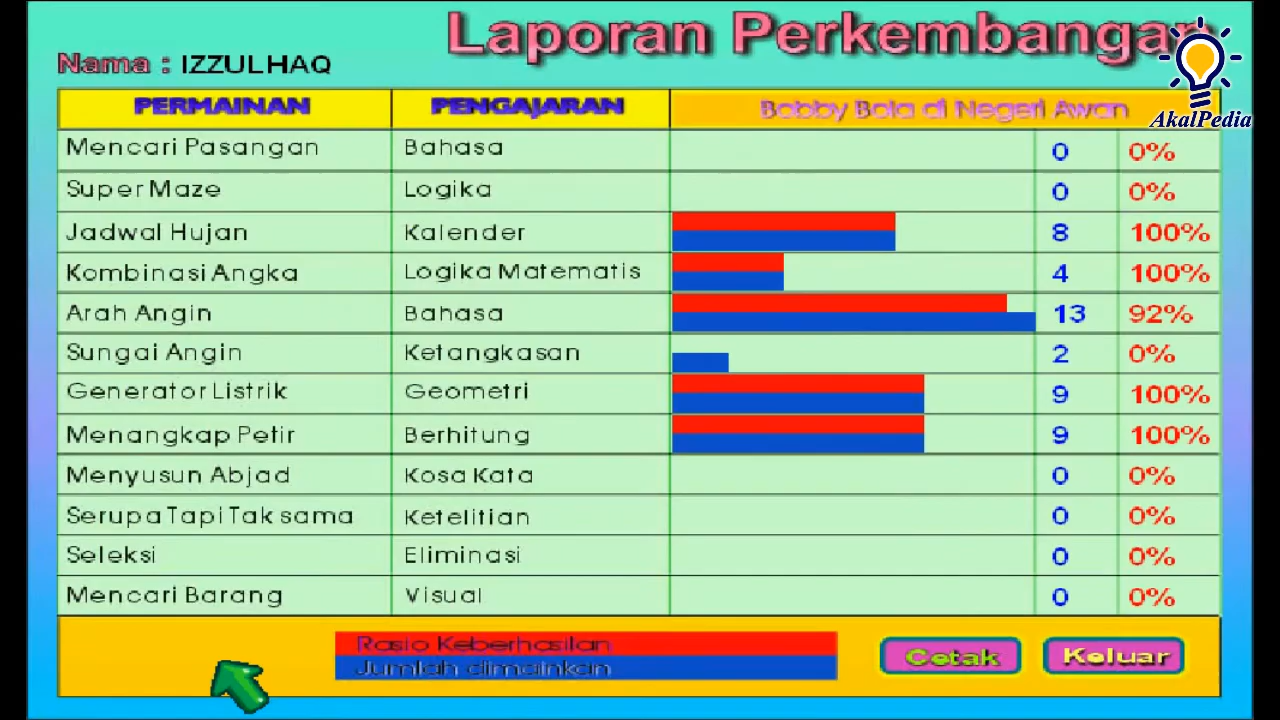 Laporan Perkembangan
Nama : IZZULHAQ
AkalPedia
PERMAINAN PENGAJARAN Bobby Bola di Negeri Awan
Mencari Pasangan Bahasa 0 0%
Super Maze Logika 0 0%
Jadwal Hujan Kalender 8 100%
Kombinasi Angka Logika Matematis 4 100%
Arah Angin Bahasa 13 92%
Sungai Angin Ketangkasan 2 0%
Generator Listrik Geometri 9 100%
Menangkap Petir Berhitung 9 100%
Menyusun Abjad Kosa Kata 0 0%
Serupa Tapi Tak sama Ketelitian 0 0%
Seleksi Eliminasi 0 0%
Mencari Barang Visual 0 0%
Rasio Keberhasilan
Jumlah dimainkan
Cetak Keluar